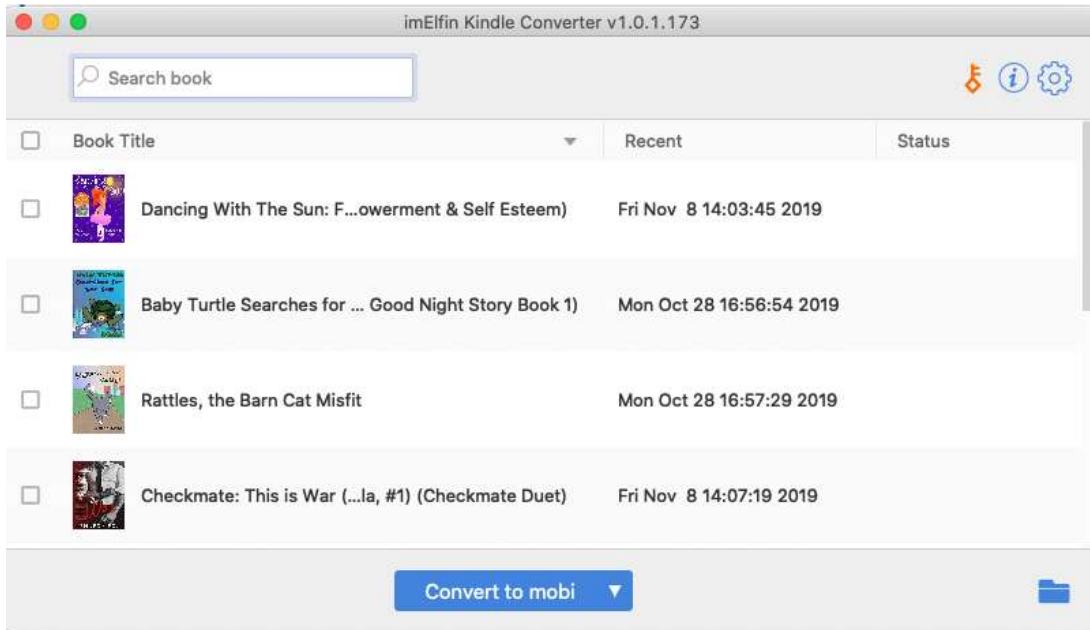 imElfin Kindle Converter v1.0.1.173
Search book
Book Title Recent Status
Dancing With The Sun: F...owerment & Self Esteem) Fri Nov 8 14:03:45 2019
Baby Turtle Searches for ... Good Night Story Book 1) Mon Oct 28 16:56:54 2019
Rattles, the Barn Cat Misfit Mon Oct 28 16:57:29 2019
Checkmate: This is War (...la, #1) (Checkmate Duet) Fri Nov 8 14:07:19 2019
Convert to mobi